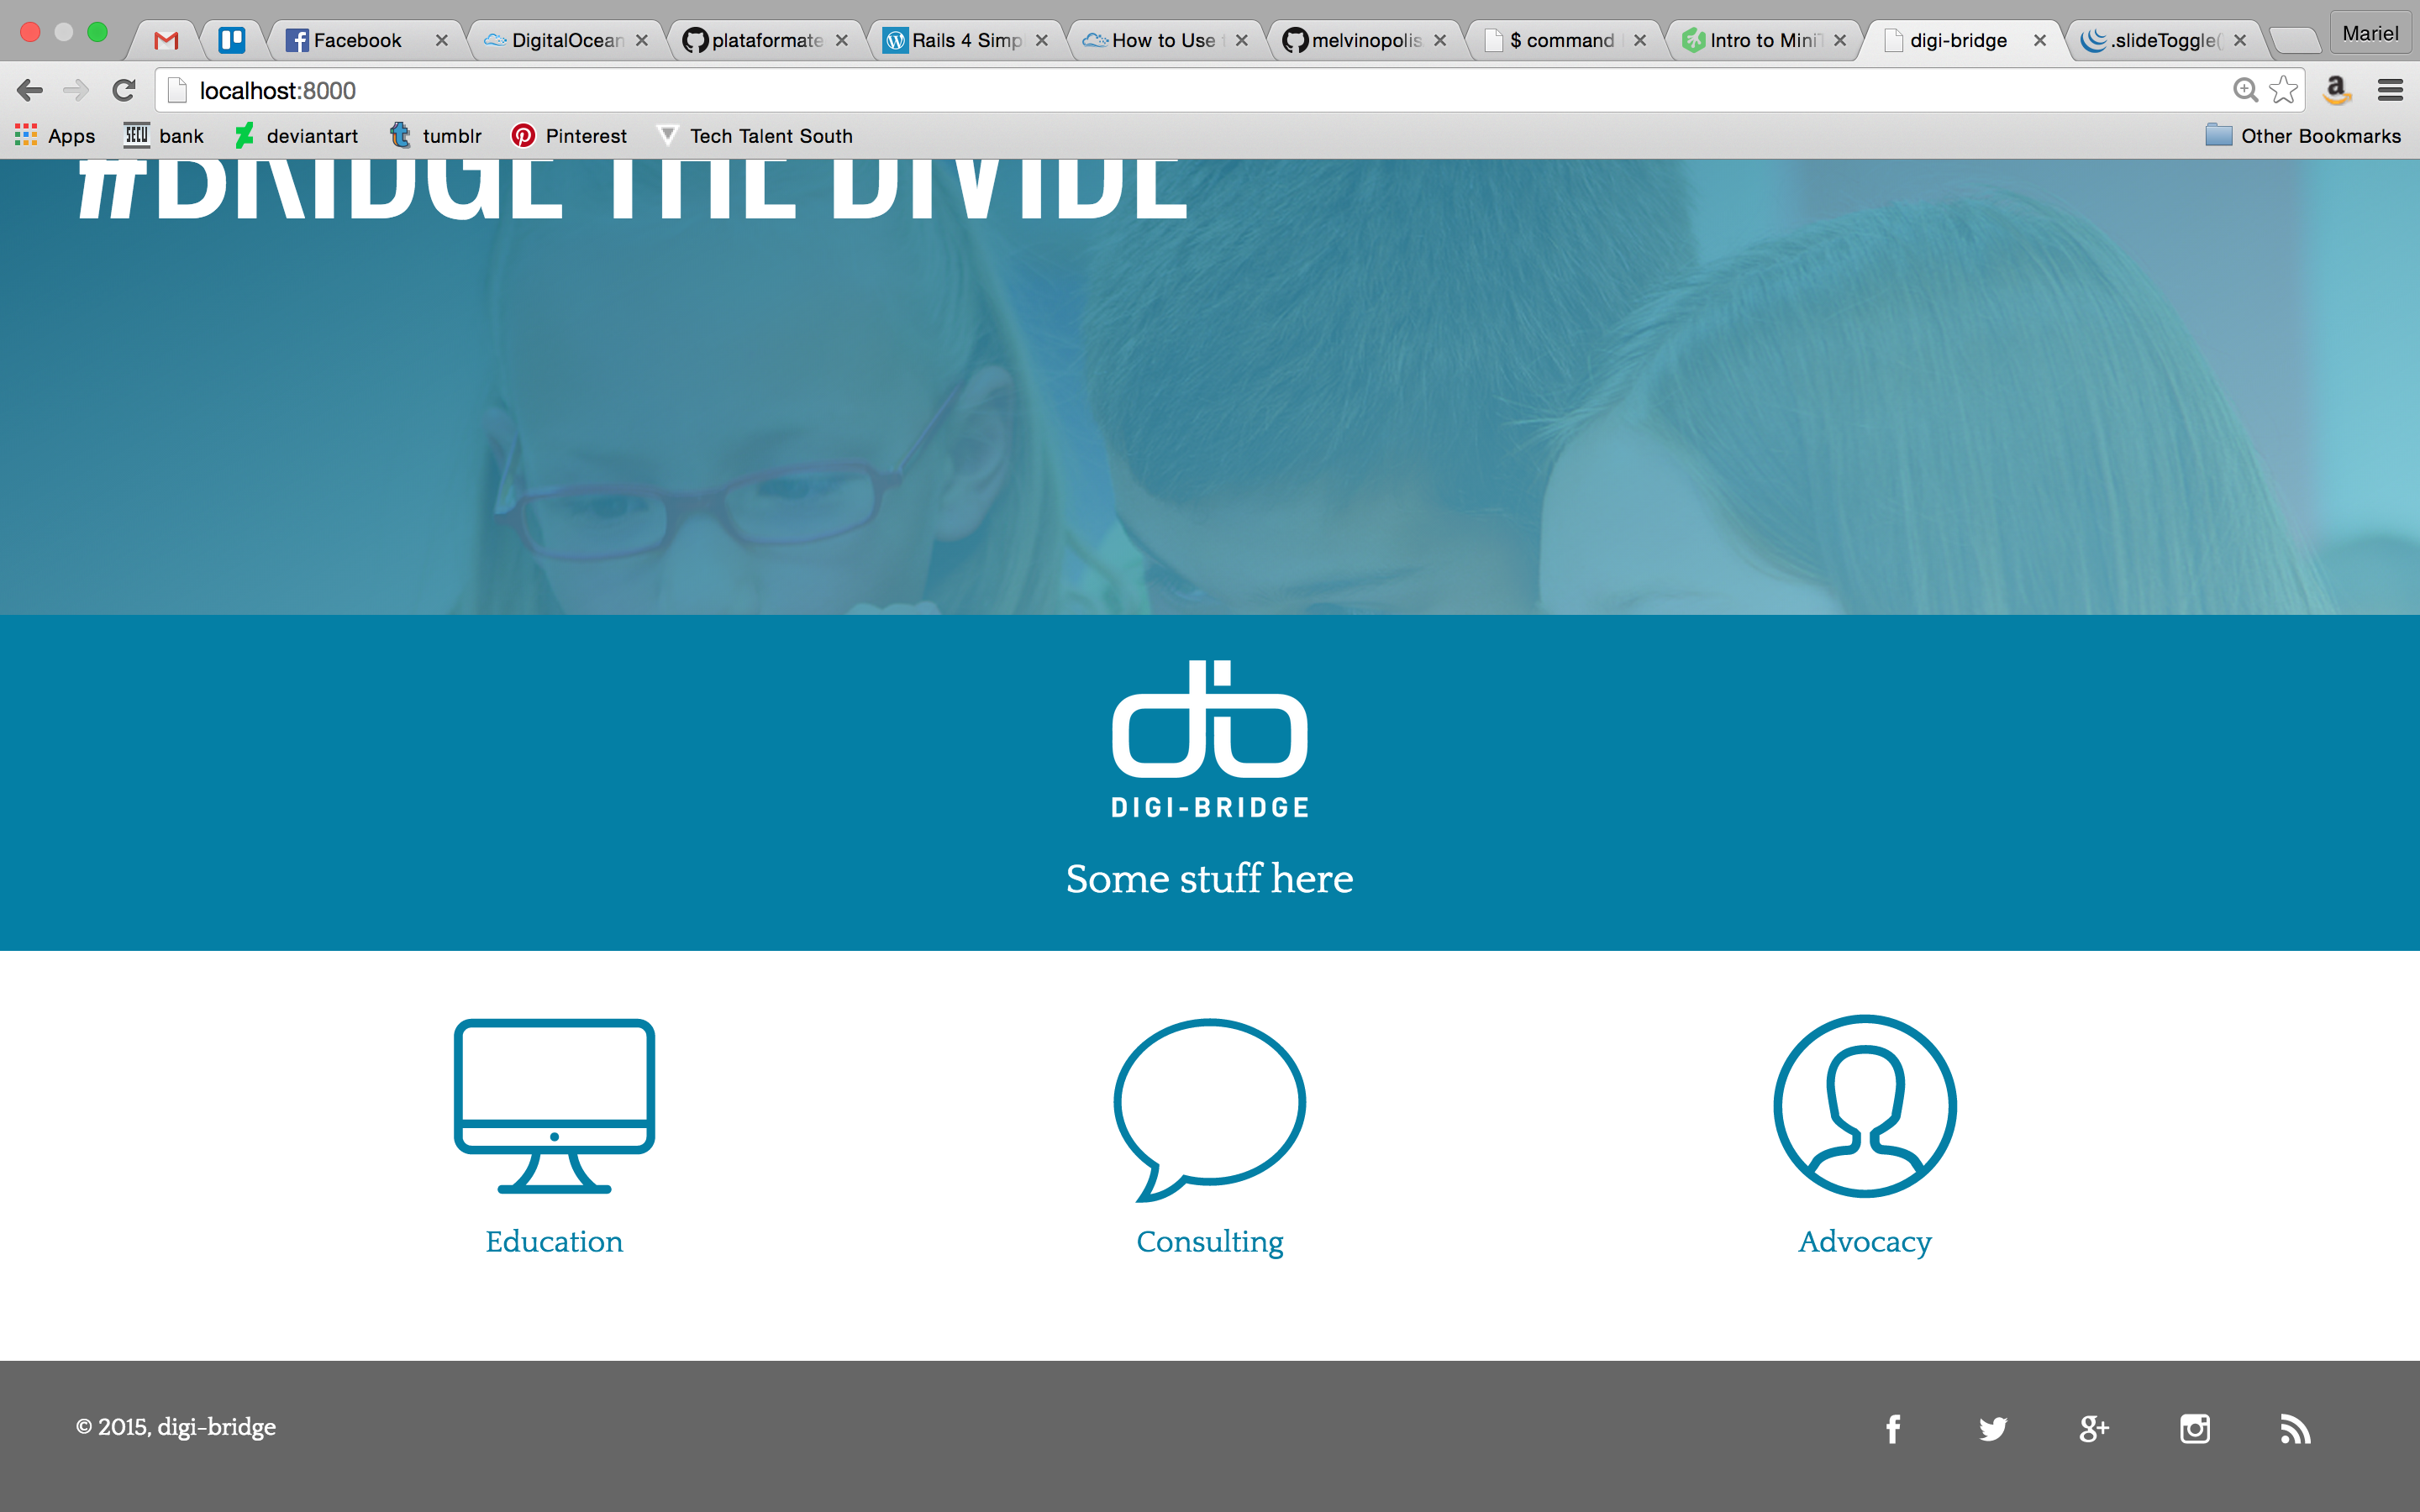 Facebook
DigitalOcean
plataformate
Rails 4 Simp
How to Use
melvinopolis
$ command
Intro to Mini
digi-bridge
.slideToggle(
Mariel
localhost:8000
Apps
bank
deviantart
tumblr
Pinterest
Tech Talent South
Other Bookmarks
#BRIDGE THE DIVIDE
DIGI-BRIDGE
Some stuff here
Education
Consulting
Advocacy
© 2015, digi-bridge